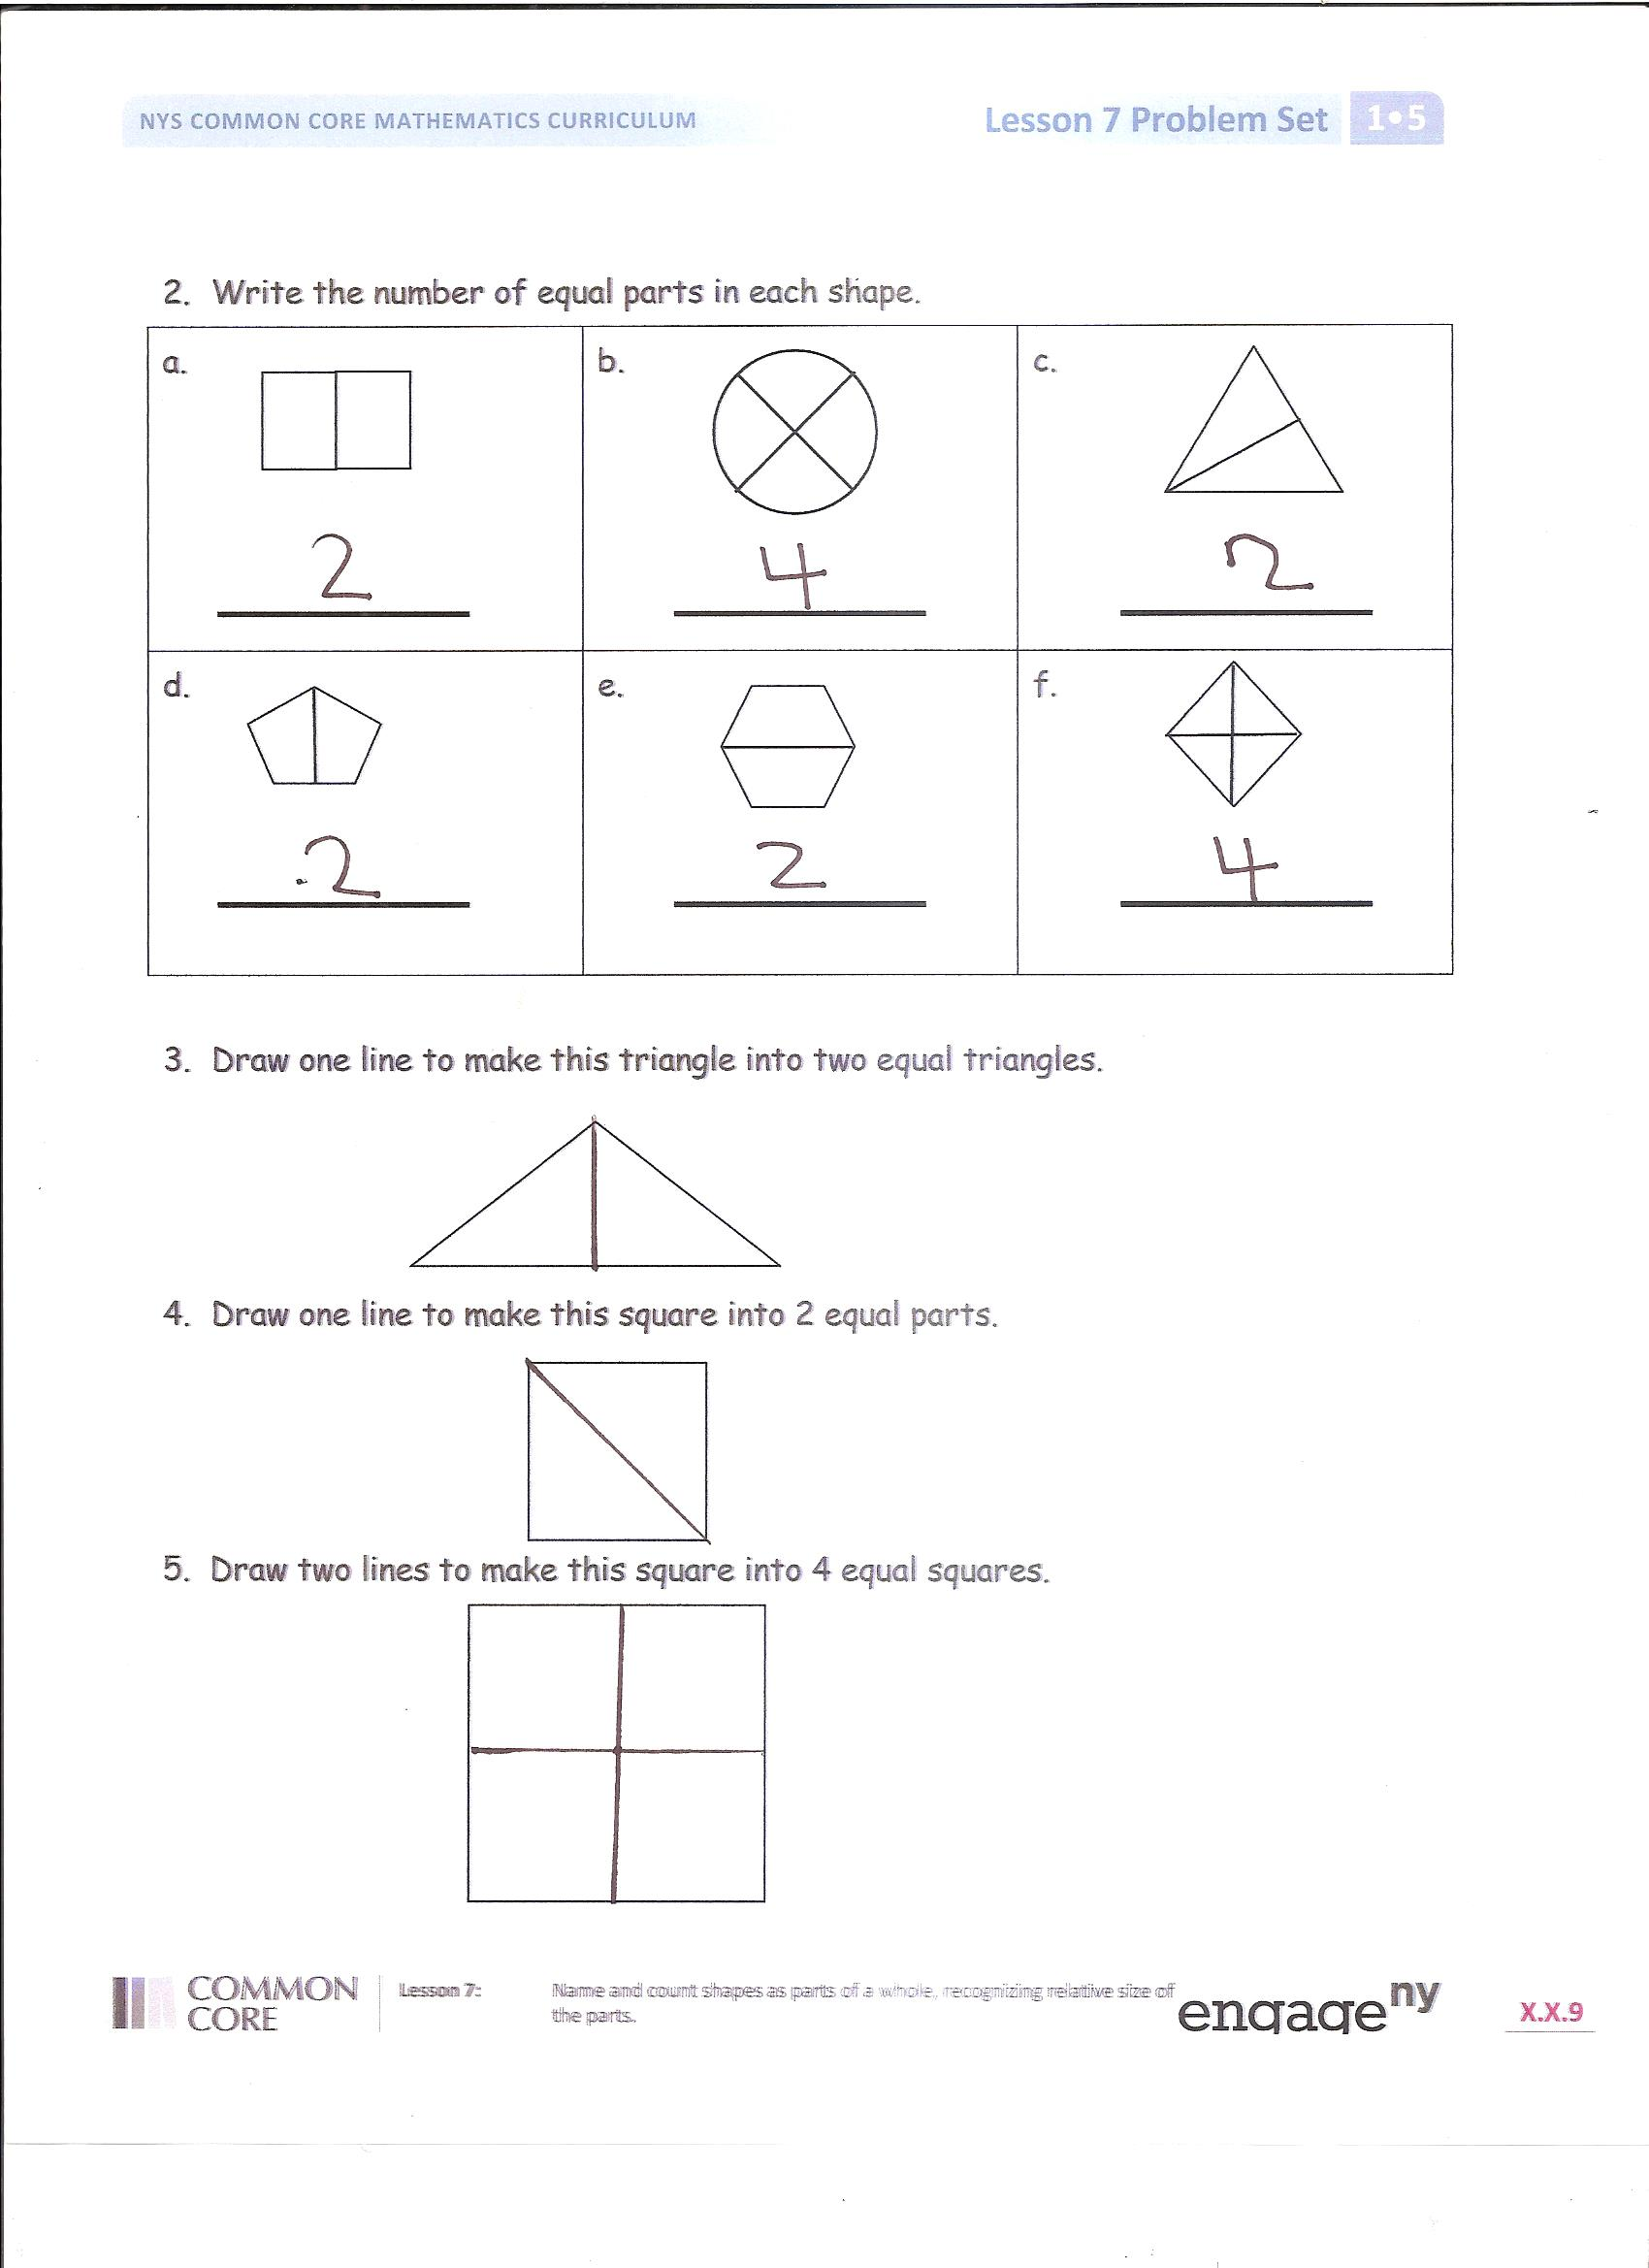 NYS COMMON CORE MATHEMATICS CURRICULUM
Lesson 7 Problem Set
1•5
2. Write the number of equal parts in each shape.
a.
b.
c.
2
4
2
d.
e.
f.
2
2
4
3. Draw one line to make this triangle into two equal triangles.
4. Draw one line to make this square into 2 equal parts.
5. Draw two lines to make this square into 4 equal squares.
COMMON
CORE
Lesson 7:
Name and count shapes as parts of a whole, recognizing relative size of
the parts.
engage ny
X.X.9